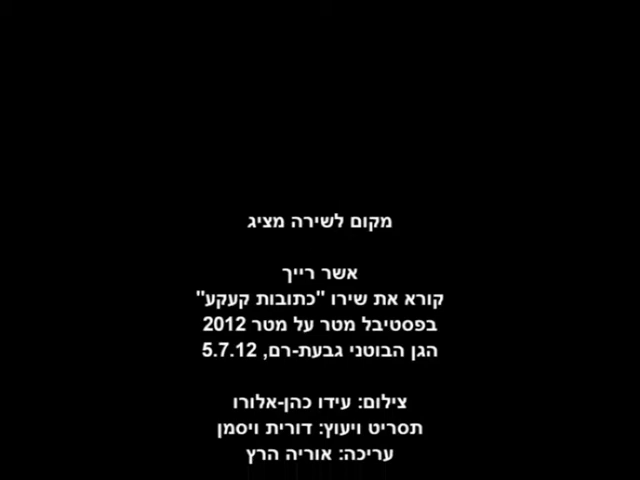 מקום לשירה מציג
אשר רייך
קורא את שירו "כתובות קעקע"
בפסטיבל מטר על מטר 2012
הגן הבוטני גבעת-רם, 5.7.12
צילום: עידו כהן-אלורו
תסריט ויעוץ: דורית ויסמן
עריכה: אוריה הרץ